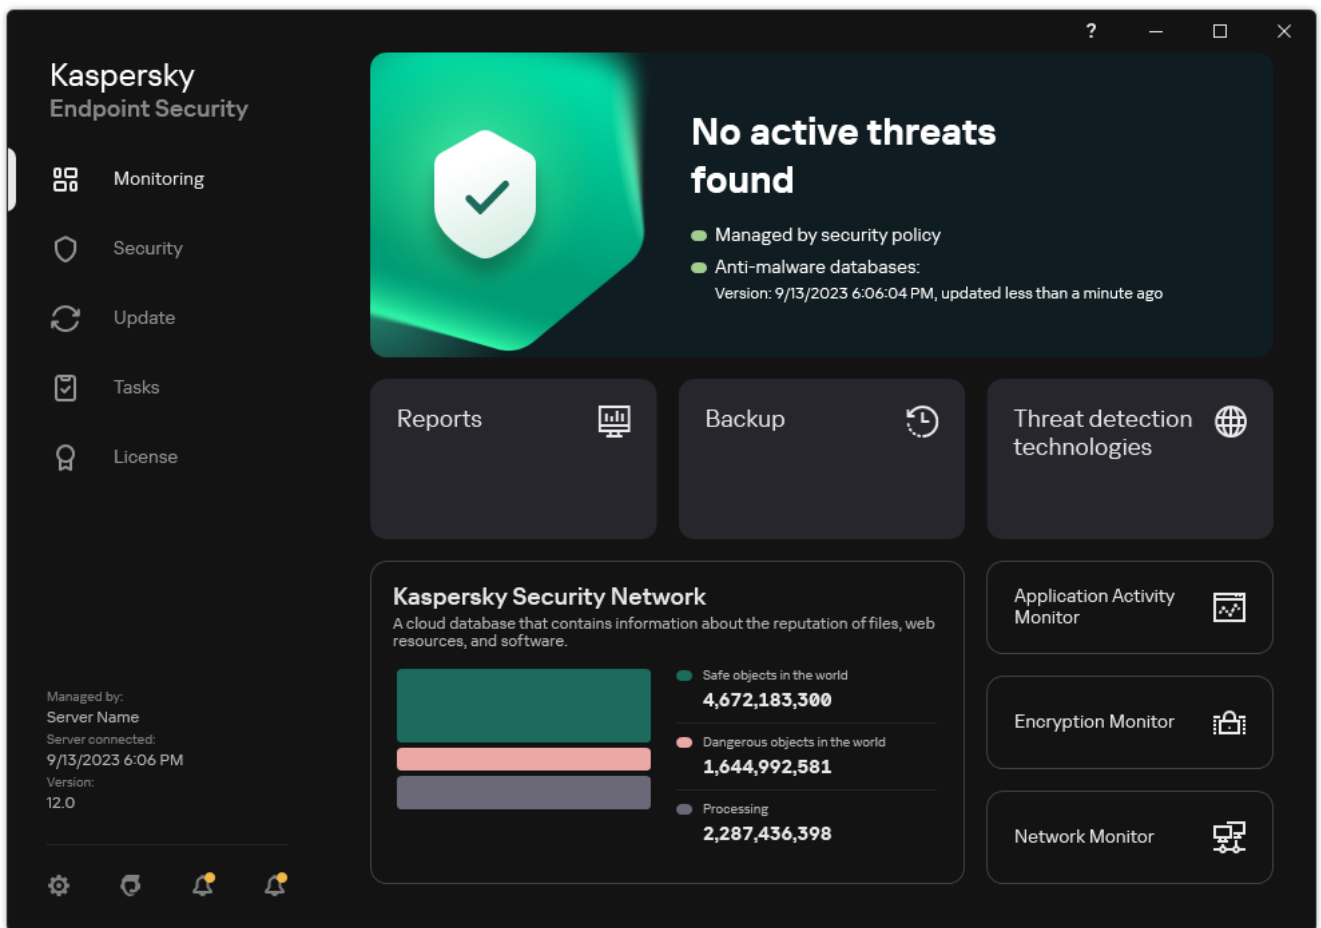 ?
Kaspersky
Endpoint Security
Monitoring
Security
Update
Tasks
License
Managed by:
Server Name
Server connected:
9/13/2023 6:06 PM
Version:
12.0
No active threats
found
Managed by security policy
Anti-malware databases:
Version: 9/13/2023 6:06:04 PM, updated less than a minute ago
Reports
Backup
Threat detection
technologies
Kaspersky Security Network
A cloud database that contains information about the reputation of files, web
resources, and software.
Safe objects in the world
4,672,183,300
Dangerous objects in the world
1,644,992,581
Processing
2,287,436,398
Application Activity
Monitor
Encryption Monitor
Network Monitor